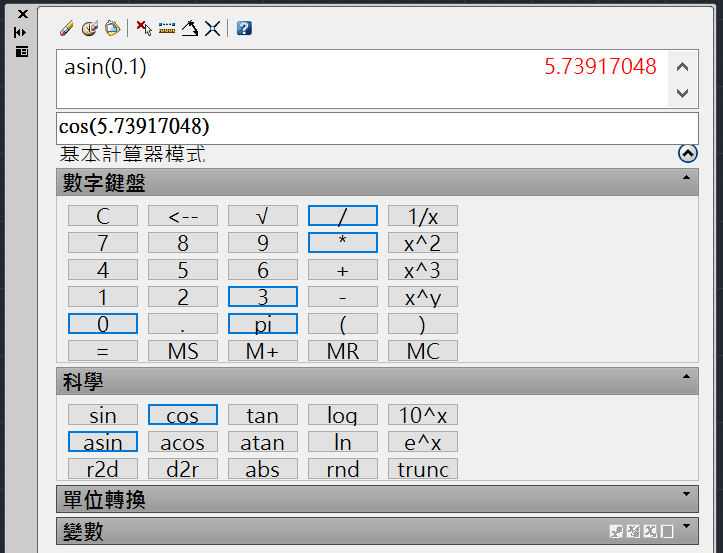 asin(0.1) 5.73917048
cos(5.73917048)
基本計算器模式
數字鍵盤
C <-- √ / 1/x
7 8 9 * x^2
4 5 6 + x^3
1 2 3 - x^y
0 . pi ( )
= MS M+ MR MC
科學
sin cos tan log 10^x
asin acos atan ln e^x
r2d d2r abs rnd trunc
單位轉換
變數